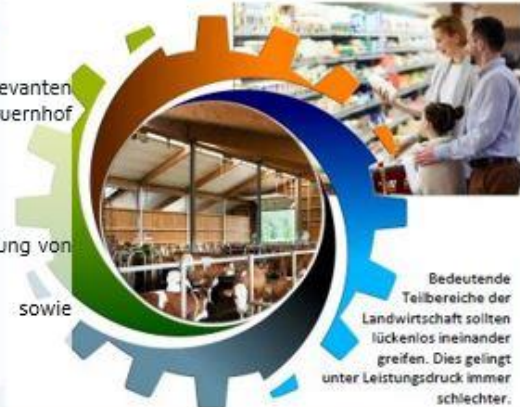 evanten
uernhof
ung von
sowie
Bedeutende
Teilbereiche der
Landwirtschaft sollten
lückenlos ineinander
greifen. Dies gelingt
unter Leistungsdruck immer
schlechter.